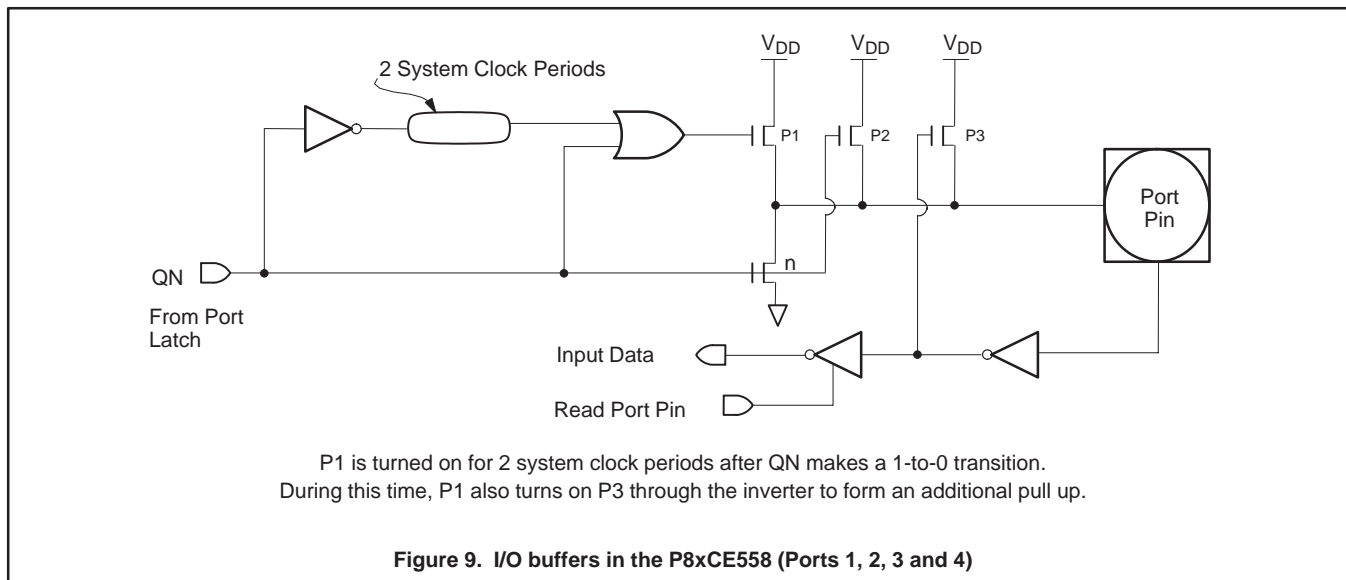 V_DD V_DD V_DD
2 System Clock Periods
P1 P2 P3
Port
Pin
n
QN
From Port
Latch
Input Data
Read Port Pin
P1 is turned on for 2 system clock periods after QN makes a 1-to-0 transition.
During this time, P1 also turns on P3 through the inverter to form an additional pull up.
Figure 9. I/O buffers in the P8xCE558 (Ports 1, 2, 3 and 4)